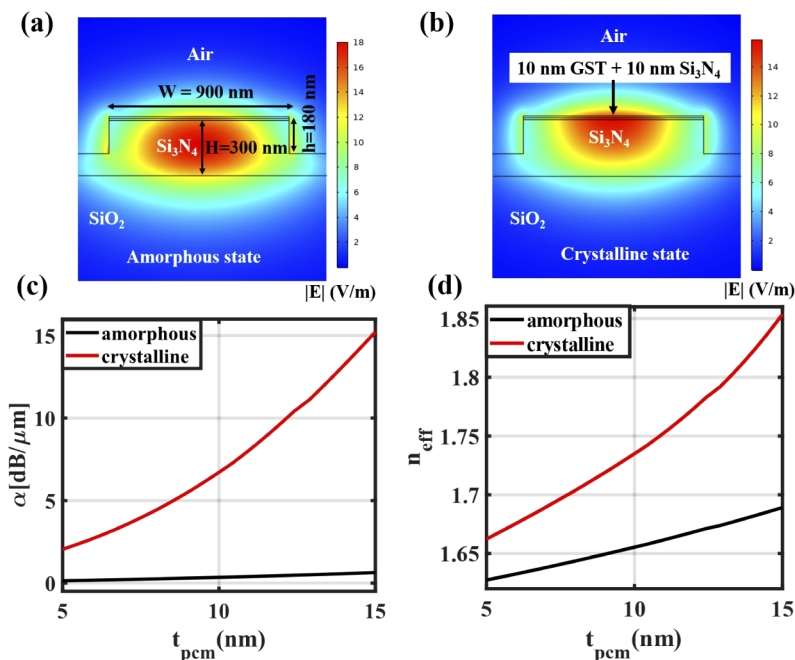 (a)
Air
W = 900 nm
h=180 nm
Si₃N₄
H=300 nm
SiO₂
Amorphous state
18
16
14
12
10
8
6
4
2
|E| (V/m)
(b)
Air
10 nm GST + 10 nm Si₃N₄
Si₃N₄
SiO₂
Crystalline state
14
12
10
8
6
4
2
|E| (V/m)
(c)
amorphous
crystalline
α[dB/μm]
15
10
5
0
5
10
15
t_pcm(nm)
(d)
amorphous
crystalline
n_eff
1.85
1.8
1.75
1.7
1.65
5
10
15
t_pcm(nm)